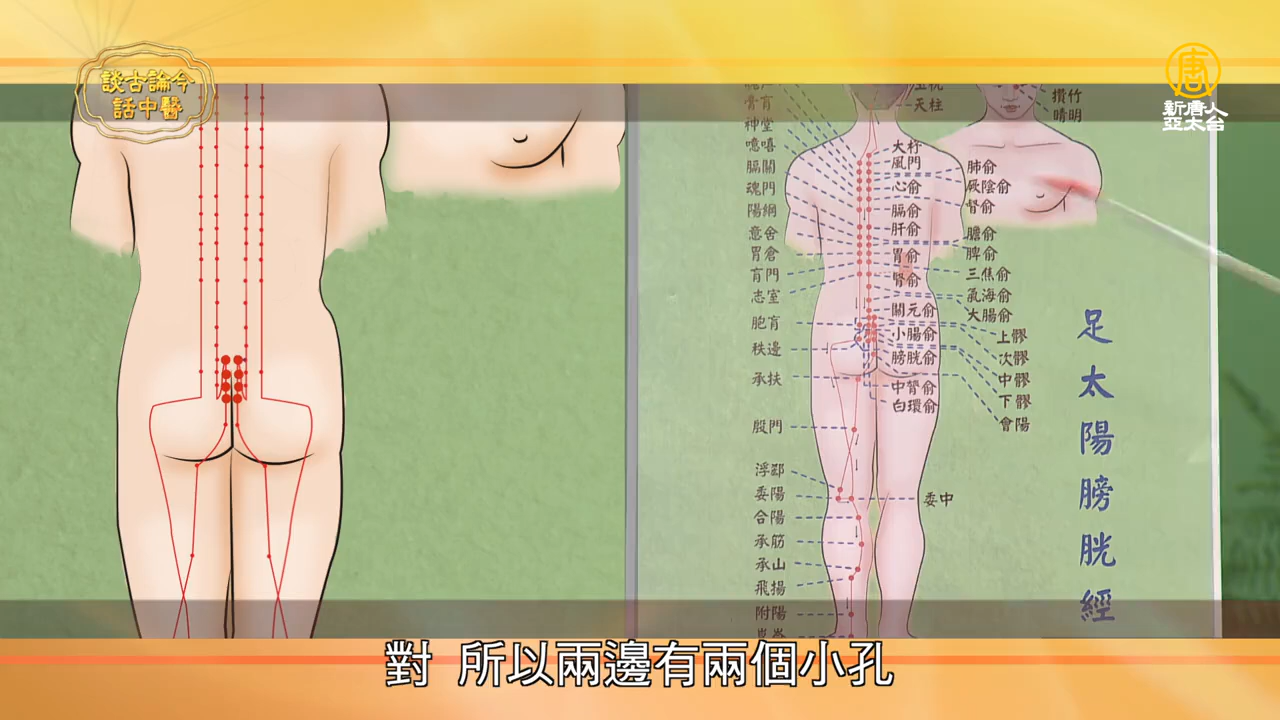 談古論今
話中醫
新唐人
亞太台
攢竹
睛明
天柱
膏肓
神堂
噫嘻
膈關
魂門
陽綱
意舍
胃倉
肓門
志室
胞肓
秩邊
承扶
殷門
浮郄
委陽
合陽
承筋
承山
飛揚
附陽
大杼
風門
心俞
膈俞
肝俞
胃俞
腎俞
關元俞
小腸俞
膀胱俞
中膂俞
白環俞
肺俞
厥陰俞
督俞
膽俞
脾俞
三焦俞
氣海俞
大腸俞
上髎
次髎
中髎
下髎
會陽
委中
足太陽膀胱經
對 所以兩邊有兩個小孔